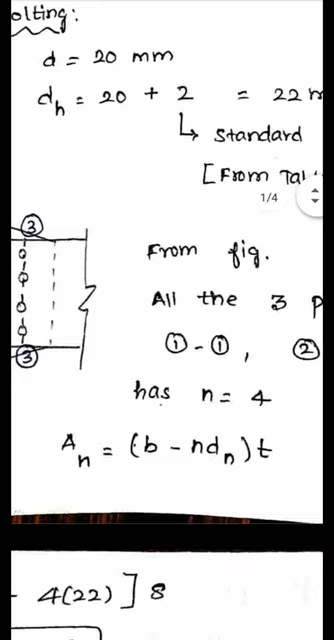 olting:
d = 20 mm
dh = 20 + 2 = 22
↳ Standard
[From Tal
1/4
③
From fig.
All the 3 P
③
①-①, ②
has n = 4
An = (b - ndn)t
- 4(22)] 8